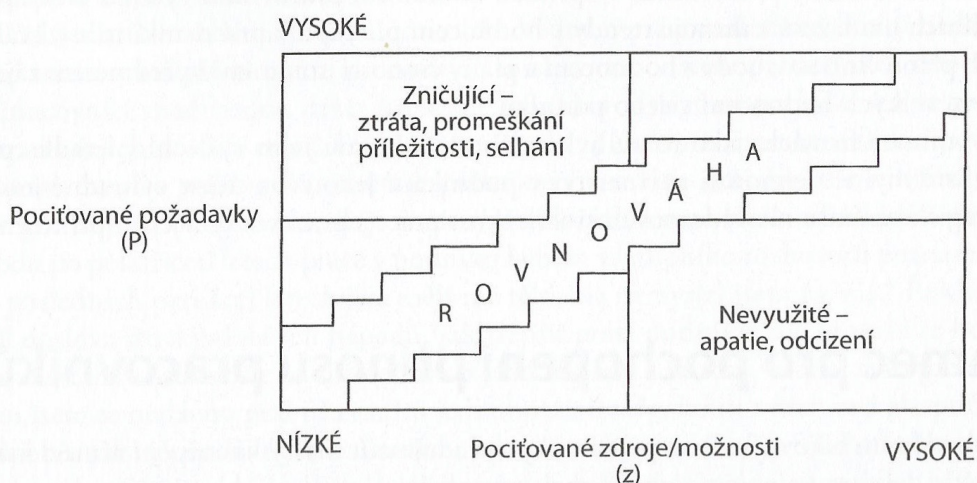 VYSOKÉ
Zničující –
ztráta, promeškání
příležitosti, selhání
Pociťované požadavky
(P)
R O V N O V Á H A
Nevyužité –
apatie, odcizení
NÍZKÉ
Pociťované zdroje/možnosti
(z)
VYSOKÉ